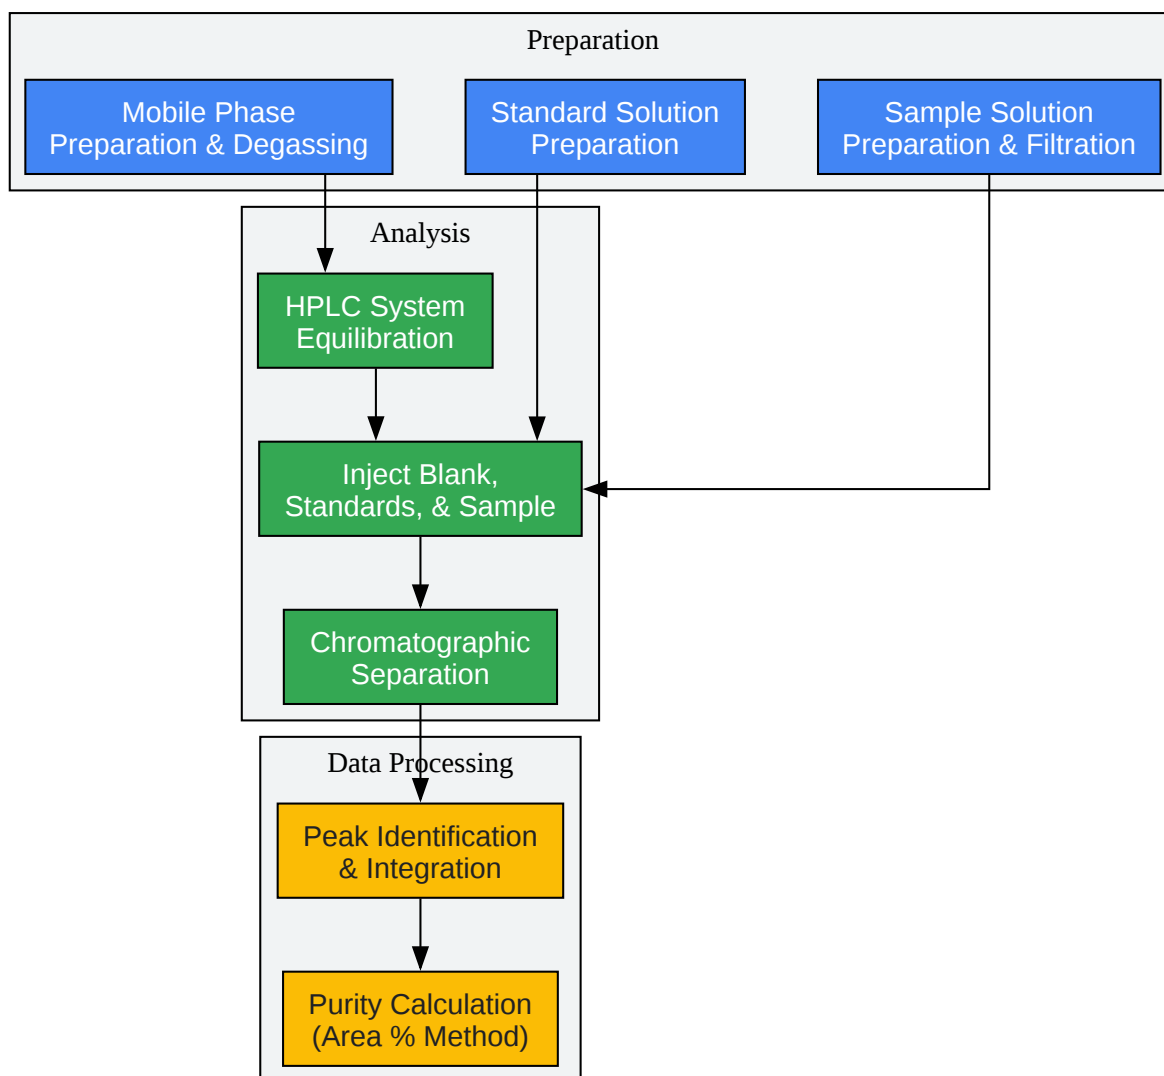 Preparation
Mobile Phase
Preparation & Degassing
Standard Solution
Preparation
Sample Solution
Preparation & Filtration
Analysis
HPLC System
Equilibration
Inject Blank,
Standards, & Sample
Chromatographic
Separation
Data Processing
Peak Identification
& Integration
Purity Calculation
(Area % Method)